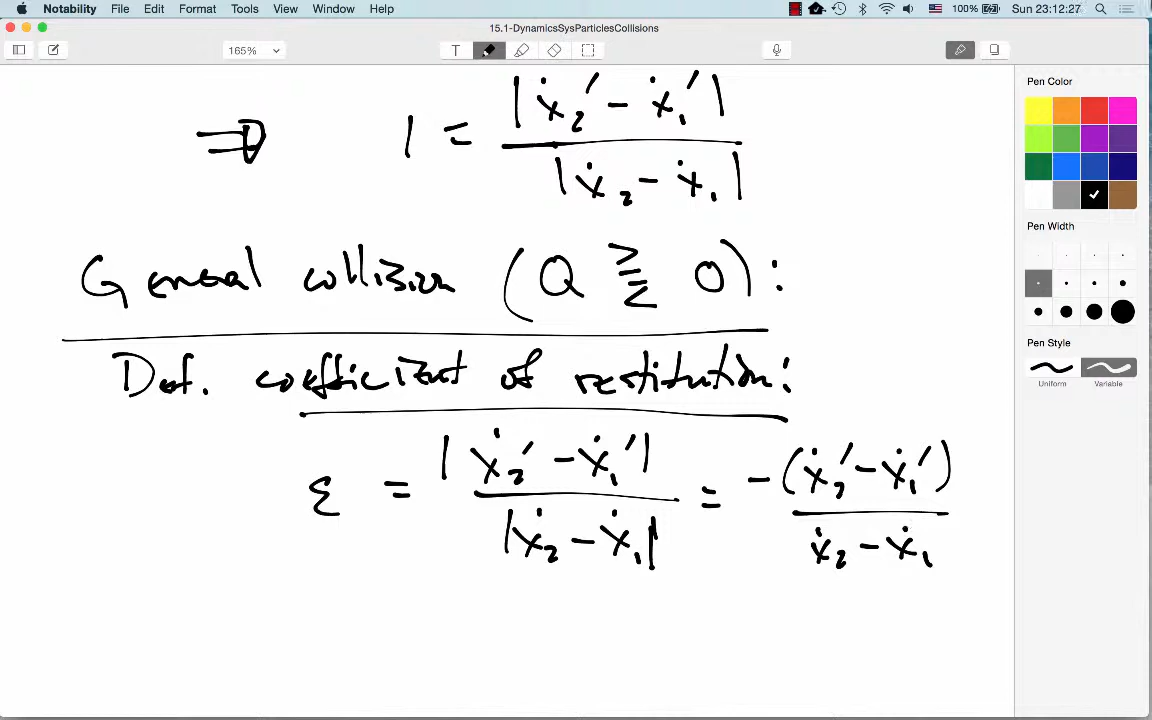 Notability File Edit Format Tools View Window Help 100% Sun 23:12:27
15.1-DynamicsSysParticlesCollisions
165% T
Pen Color
Pen Width
Pen Style
Uniform Variable
⇒ 1 = |ẋ₂′ − ẋ₁′| / |ẋ₂ − ẋ₁|
General collision (Q ⪌ 0):
Def. coefficient of restitution:
ε = |ẋ₂′ − ẋ₁′| / |ẋ₂ − ẋ₁| = −(ẋ₂′ − ẋ₁′) / ẋ₂ − ẋ₁